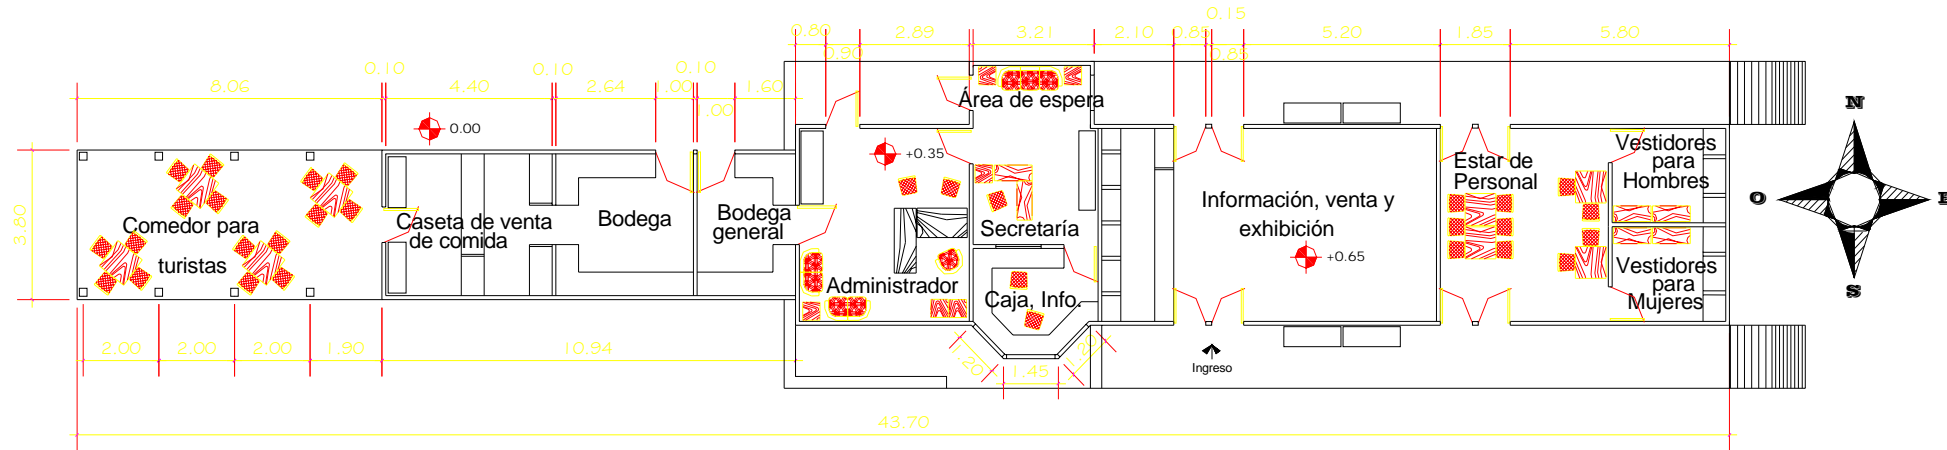 0.15
0.80
2.89
3.21
2.10
0.85
5.20
1.85
5.80
0.90
0.85
0.10
0.10
0.10
8.06
4.40
2.64
1.00
1.60
1.00
N
Área de espera
0.00
+0.35
Estar de
Personal
Vestidores
para
Hombres
3.80
Comedor para
turistas
Caseta de venta
de comida
Bodega
Bodega
general
Secretaría
Información, venta y
exhibición
+0.65
O
E
Administrador
Caja, Info.
Vestidores
para
Mujeres
S
2.00
2.00
2.00
1.90
10.94
1.20
1.45
1.20
Ingreso
43.70